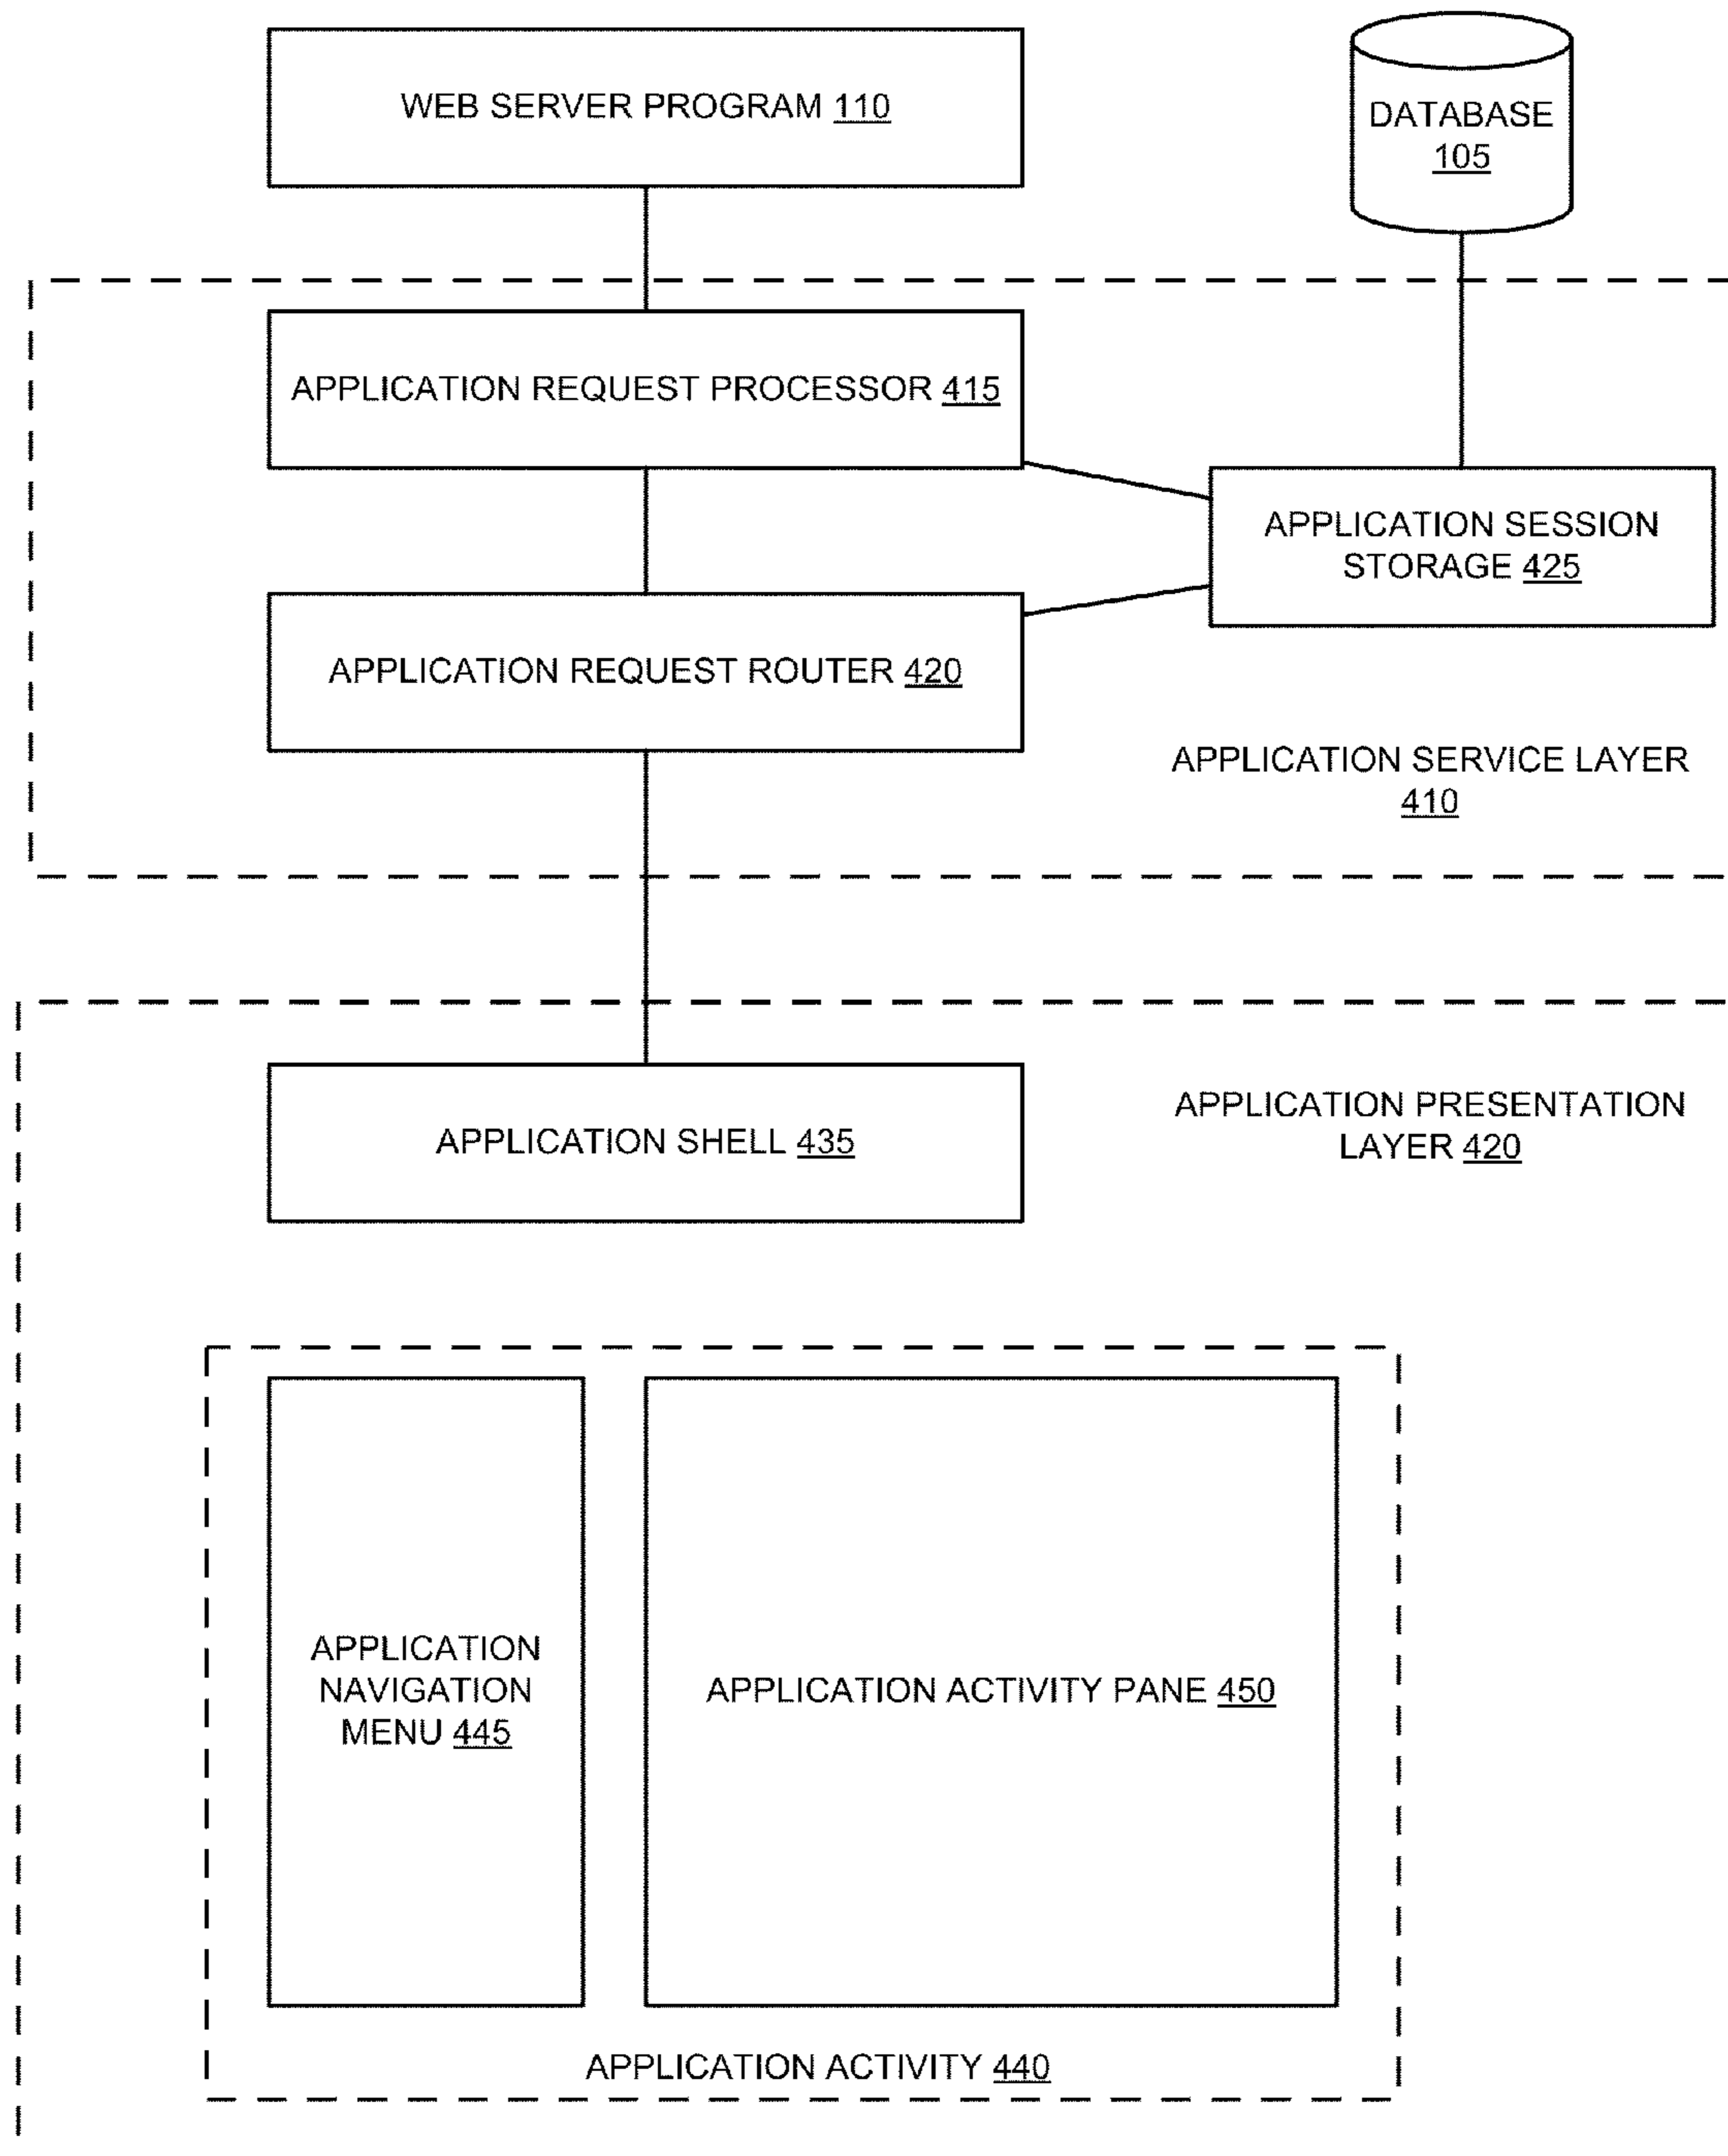 WEB SERVER PROGRAM 110
DATABASE
105
APPLICATION REQUEST PROCESSOR 415
APPLICATION SESSION
STORAGE 425
APPLICATION REQUEST ROUTER 420
APPLICATION SERVICE LAYER
410
APPLICATION SHELL 435
APPLICATION PRESENTATION
LAYER 420
APPLICATION
NAVIGATION
MENU 445
APPLICATION ACTIVITY PANE 450
APPLICATION ACTIVITY 440